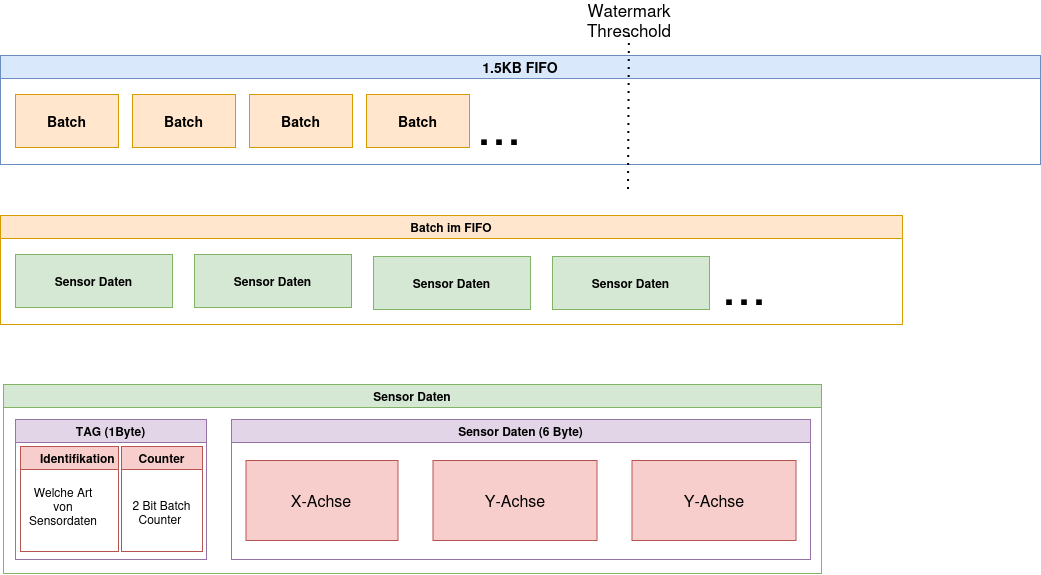 Watermark
Threschold
1.5KB FIFO
Batch Batch Batch Batch ...
Batch im FIFO
Sensor Daten Sensor Daten Sensor Daten Sensor Daten ...
Sensor Daten
TAG (1Byte) Sensor Daten (6 Byte)
Identifikation Counter
Welche Art
von
Sensordaten
2 Bit Batch
Counter
X-Achse Y-Achse Y-Achse